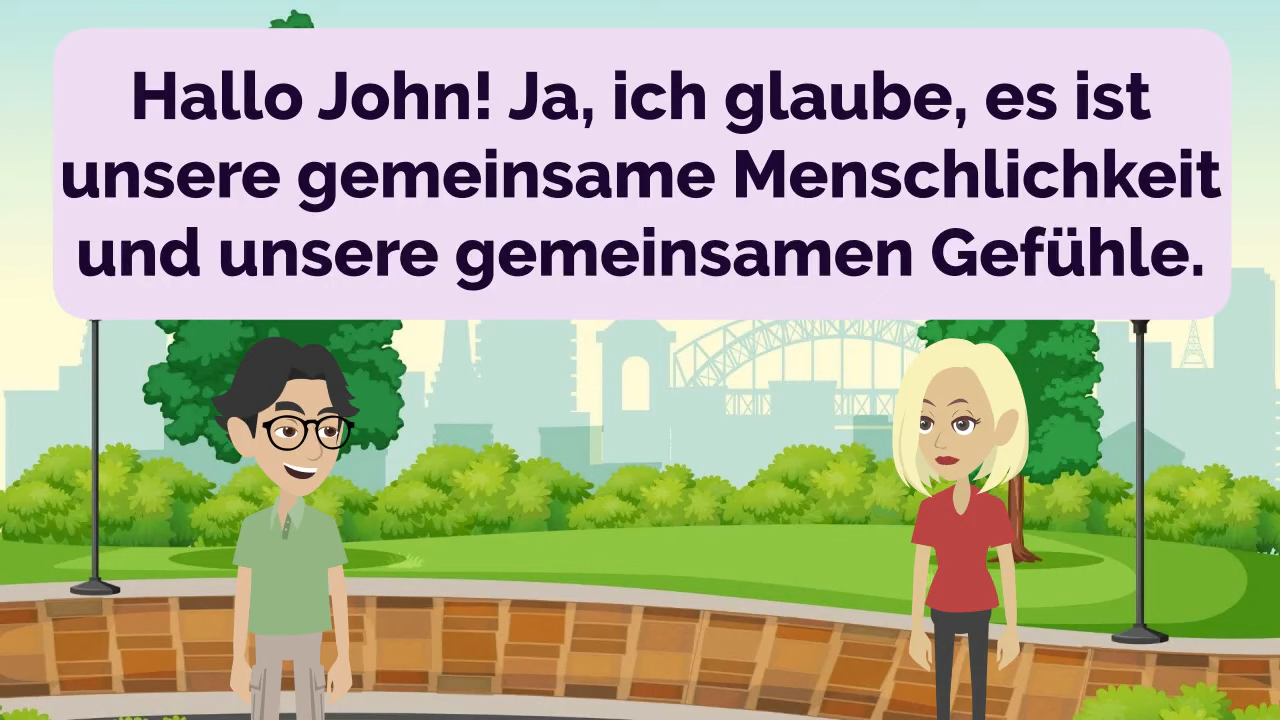 Hallo John! Ja, ich glaube, es ist
unsere gemeinsame Menschlichkeit
und unsere gemeinsamen Gefühle.